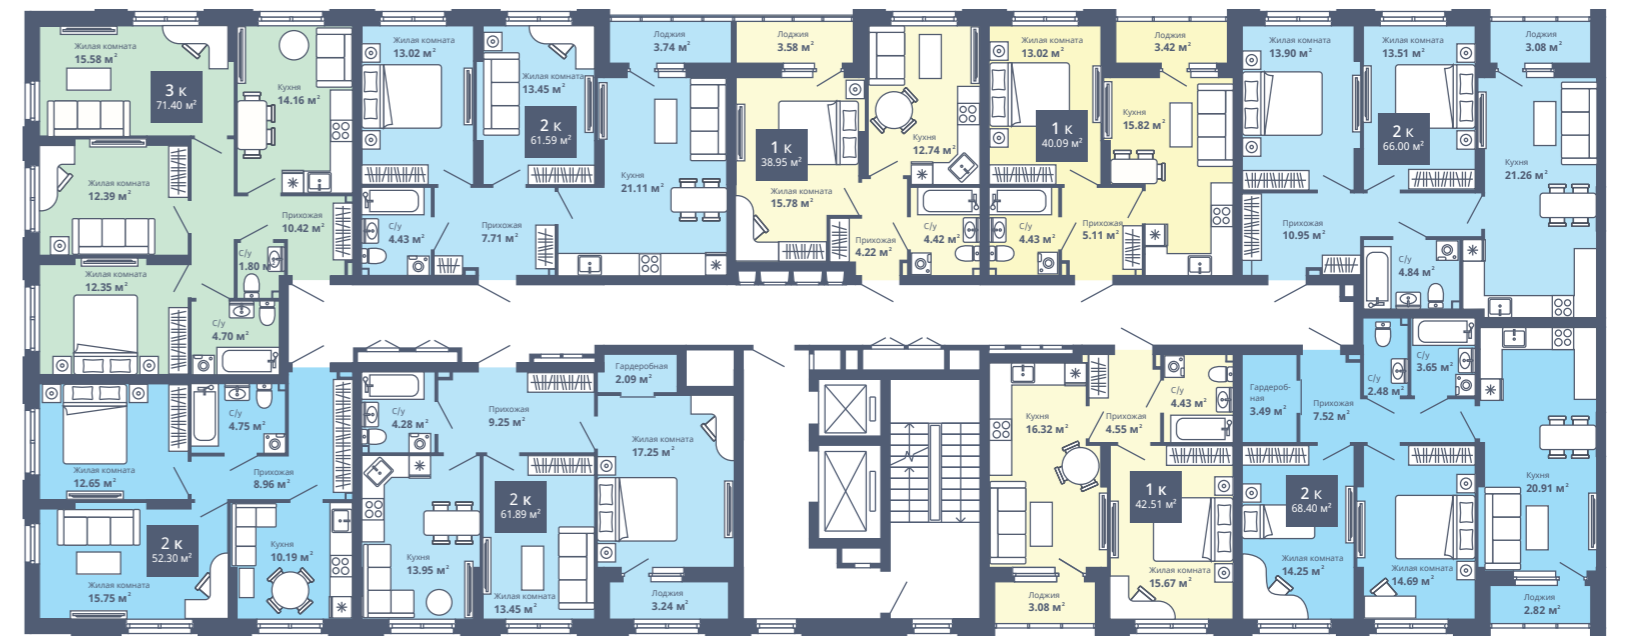 Жилая комната
15.58 м²
3 к
71.40 м²
Кухня
14.16 м²
Жилая комната
12.39 м²
Прихожая
10.42 м²
С/у
1.80 м²
Жилая комната
12.35 м²
С/у
4.70 м²
Жилая комната
13.02 м²
Жилая комната
13.45 м²
2 к
61.59 м²
Лоджия
3.74 м²
Кухня
21.11 м²
С/у
4.43 м²
Прихожая
7.71 м²
Лоджия
3.58 м²
1 к
38.95 м²
Жилая комната
15.78 м²
Кухня
12.74 м²
Прихожая
4.22 м²
С/у
4.42 м²
Жилая комната
13.02 м²
Лоджия
3.42 м²
1 к
40.09 м²
Кухня
15.82 м²
С/у
4.43 м²
Прихожая
5.11 м²
Жилая комната
13.90 м²
Жилая комната
13.51 м²
2 к
66.00 м²
Лоджия
3.08 м²
Кухня
21.26 м²
Прихожая
10.95 м²
С/у
4.84 м²
Жилая комната
12.65 м²
С/у
4.75 м²
Прихожая
8.96 м²
2 к
52.30 м²
Жилая комната
15.75 м²
Кухня
10.19 м²
С/у
4.28 м²
Прихожая
9.25 м²
Гардеробная
2.09 м²
Жилая комната
17.25 м²
2 к
61.89 м²
Кухня
13.95 м²
Жилая комната
13.45 м²
Лоджия
3.24 м²
Кухня
16.32 м²
Прихожая
4.55 м²
С/у
4.43 м²
1 к
42.51 м²
Жилая комната
15.67 м²
Лоджия
3.08 м²
Гардероб-
ная
3.49 м²
Прихожая
7.52 м²
С/у
2.48 м²
С/у
3.65 м²
2 к
68.40 м²
Жилая комната
14.25 м²
Жилая комната
14.69 м²
Кухня
20.91 м²
Лоджия
2.82 м²